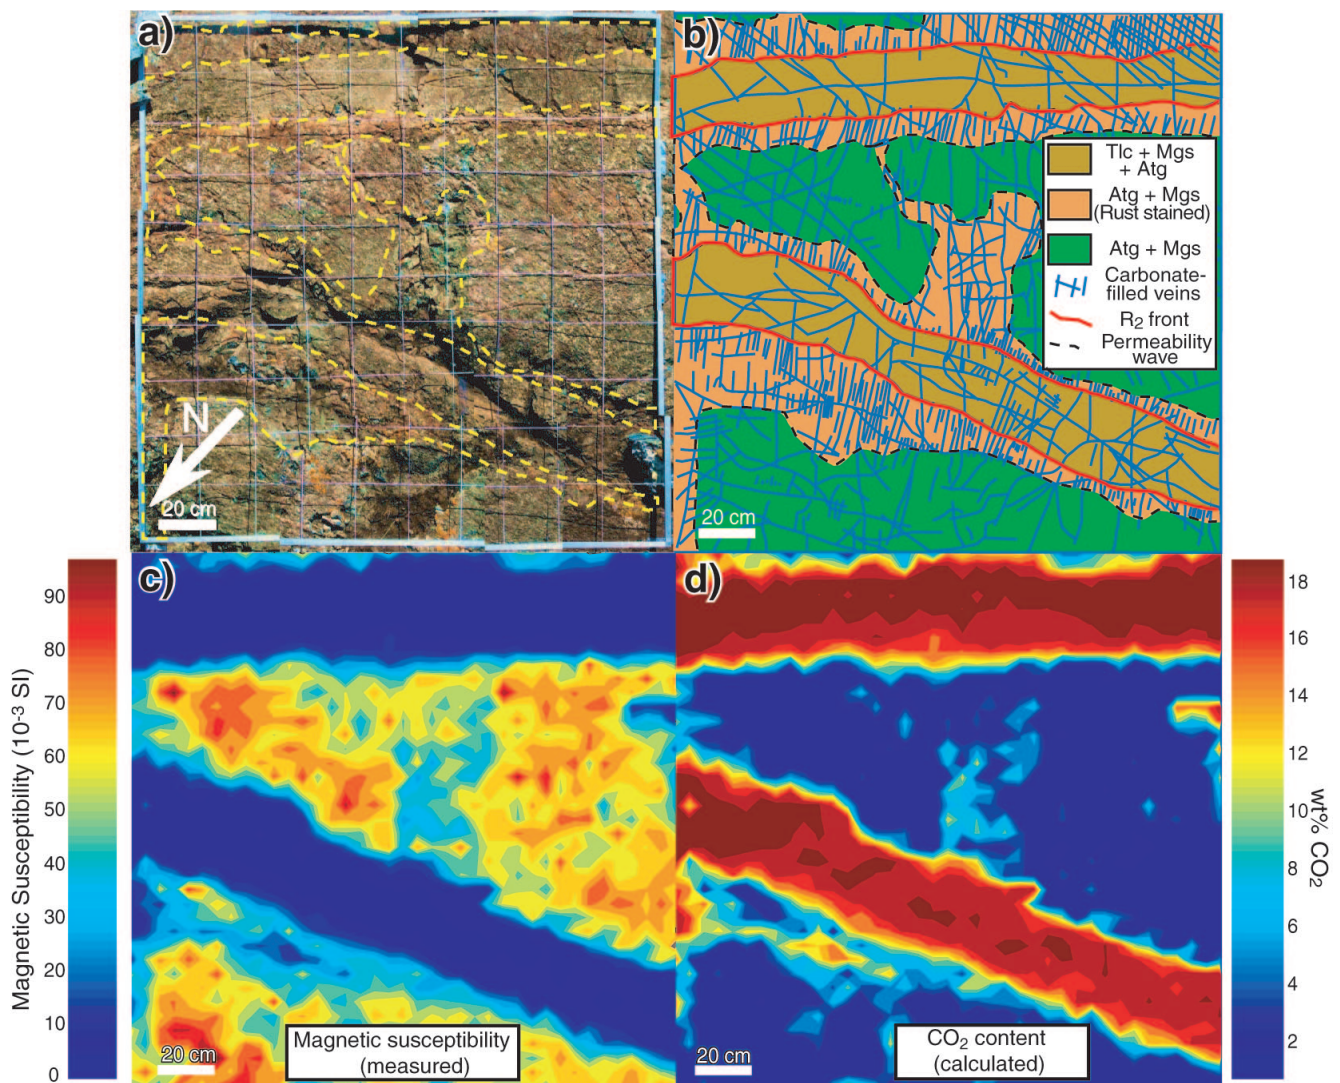 a)
N
20 cm
b)
Tlc + Mgs
+ Atg
Atg + Mgs
(Rust stained)
Atg + Mgs
Carbonate-
filled veins
R₂ front
Permeability
wave
20 cm
c)
Magnetic Susceptibility (10⁻³ SI)
90
80
70
60
50
40
30
20
10
0
20 cm
Magnetic susceptibility
(measured)
d)
20 cm
CO₂ content
(calculated)
18
16
14
12
10
8
6
4
2
wt% CO₂